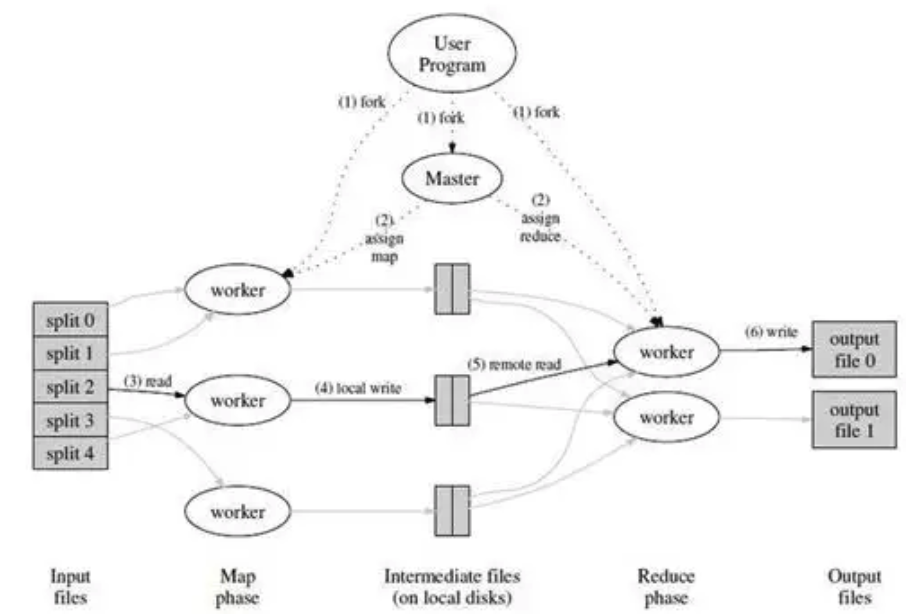 User
Program
(1) fork
(1) fork
(1) fork
Master
(2)
assign
map
(2)
assign
reduce
worker
split 0
split 1
split 2
split 3
split 4
(3) read
worker
(4) local write
(5) remote read
worker
worker
worker
(6) write
output
file 0
output
file 1
Input
files
Map
phase
Intermediate files
(on local disks)
Reduce
phase
Output
files